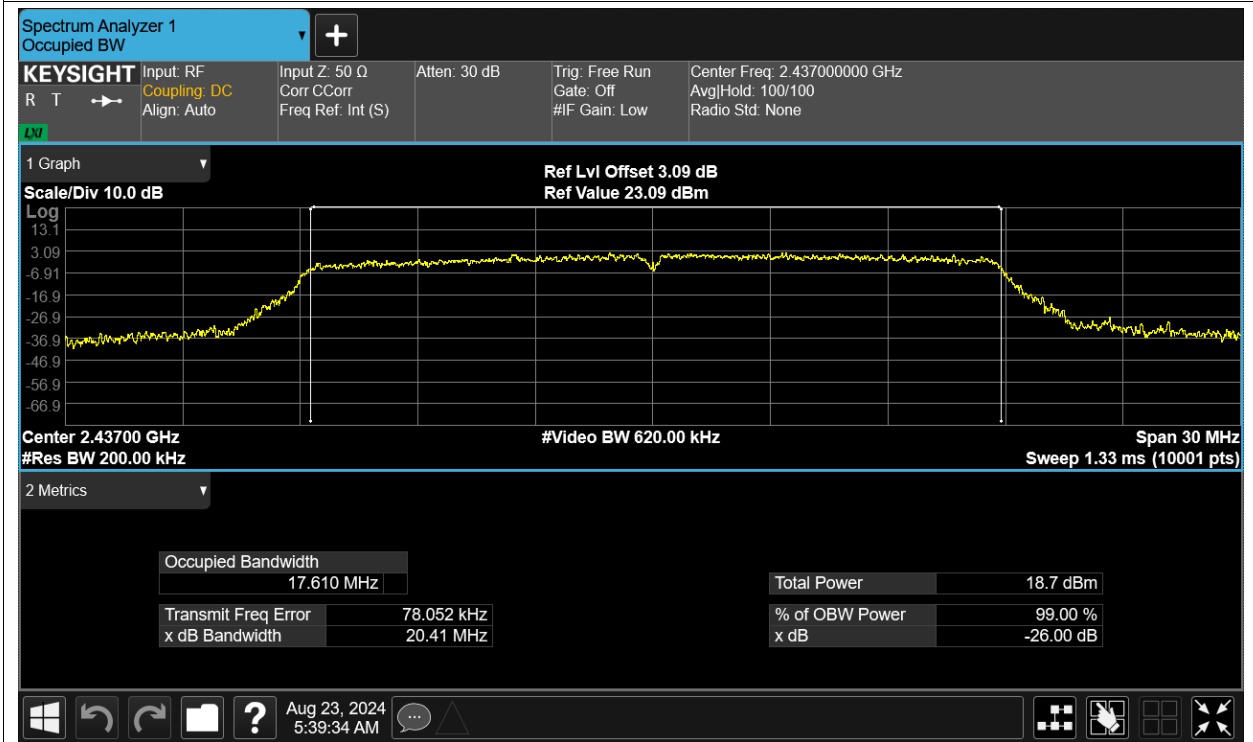 Spectrum Analyzer 1
Occupied BW
KEYSIGHT
R T
LXI
Input: RF
Coupling: DC
Align: Auto
Input Z: 50 Ω
Corr CCorr
Freq Ref: Int (S)
Atten: 30 dB
Trig: Free Run
Gate: Off
#IF Gain: Low
Center Freq: 2.437000000 GHz
Avg|Hold: 100/100
Radio Std: None
1 Graph
Scale/Div 10.0 dB
Ref Lvl Offset 3.09 dB
Ref Value 23.09 dBm
Log
13.1
3.09
-6.91
-16.9
-26.9
-36.9
-46.9
-56.9
-66.9
Center 2.43700 GHz
#Res BW 200.00 kHz
#Video BW 620.00 kHz
Span 30 MHz
Sweep 1.33 ms (10001 pts)
2 Metrics
Occupied Bandwidth
17.610 MHz
Transmit Freq Error 78.052 kHz
x dB Bandwidth 20.41 MHz
Total Power 18.7 dBm
% of OBW Power 99.00 %
x dB -26.00 dB
?
Aug 23, 2024
5:39:34 AM